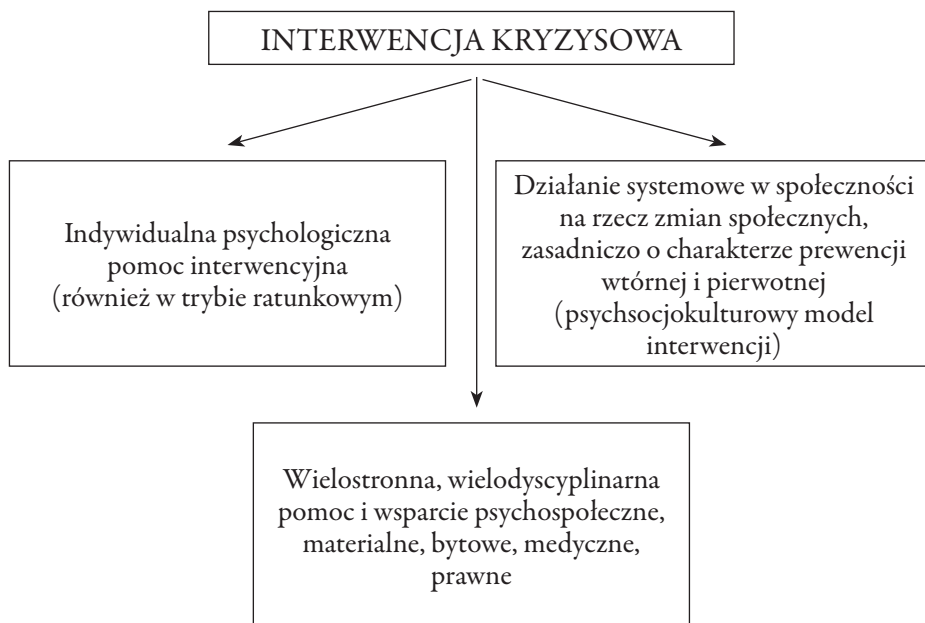 INTERWENCJA KRYZYSOWA
Indywidualna psychologiczna
pomoc interwencyjna
(również w trybie ratunkowym)
Działanie systemowe w społeczności
na rzecz zmian społecznych,
zasadniczo o charakterze prewencji
wtórnej i pierwotnej
(psychsocjokulturowy model
interwencji)
Wielostronna, wielodyscyplinarna
pomoc i wsparcie psychospołeczne,
materialne, bytowe, medyczne,
prawne